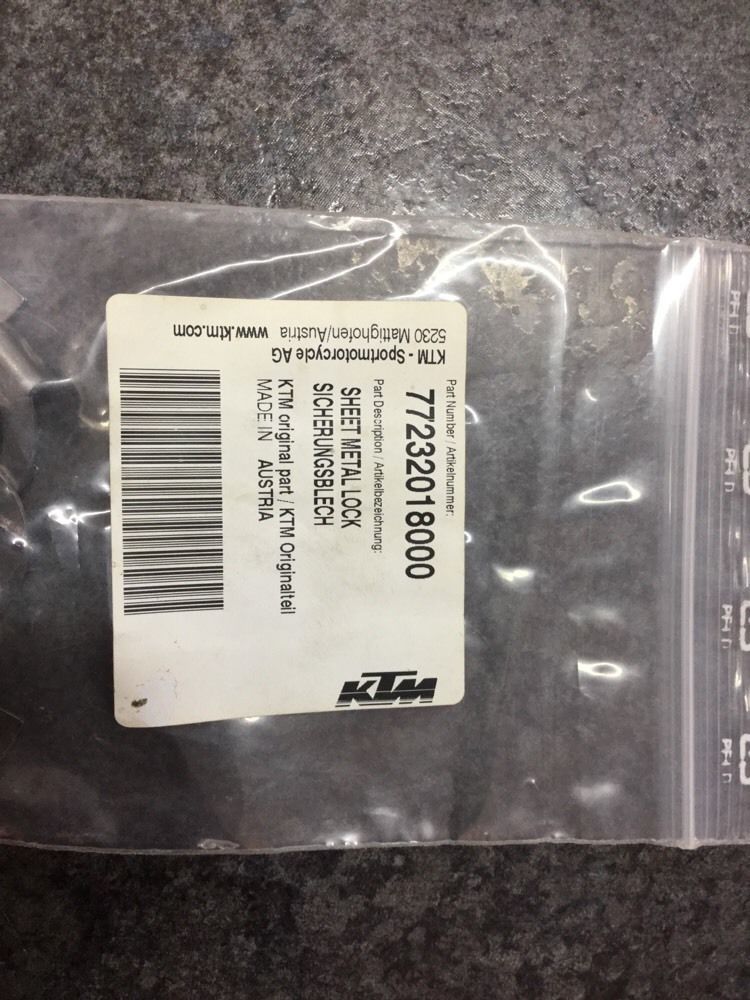 Part Number / Artikelnummer:
77232018000
Part Description / Artikelbezeichnung:
SHEET METAL LOCK
SICHERUNGSBLECH
KTM original part / KTM Originalteil
MADE IN AUSTRIA
KTM
KTM - Sportmotorcycle AG
5230 Mattighofen/Austria www.ktm.com